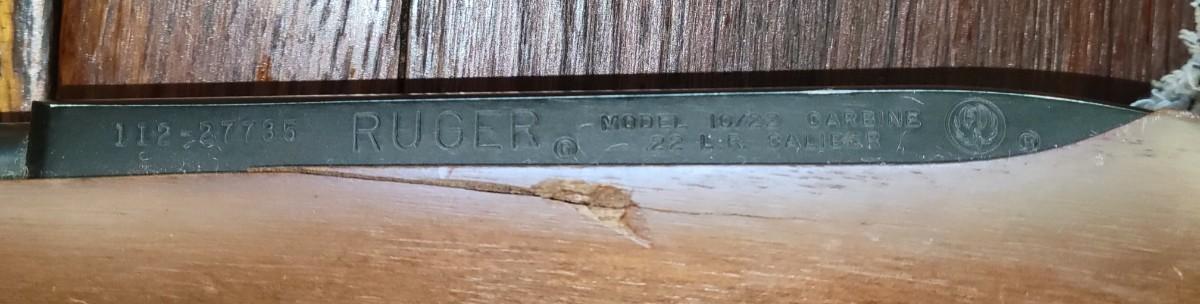 112-27735 RUGER ® MODEL 10/22 CARBINE ®
.22 L.R. CALIBER